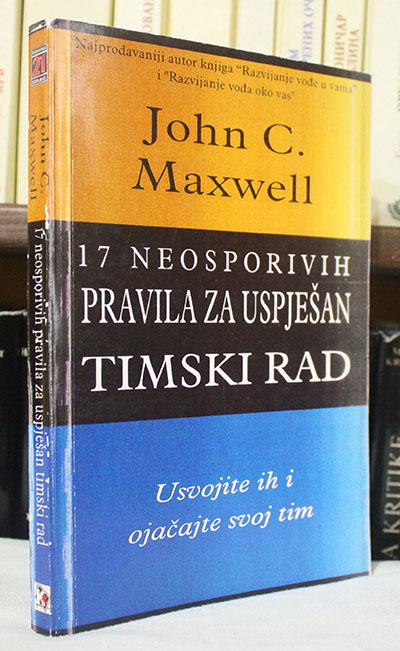 Najprodavaniji autor knjiga "Razvijanje vođe u vama"
i "Razvijanje vođa oko vas"
John C.
Maxwell
17 NEOSPORIVIH
PRAVILA ZA USPJEŠAN
TIMSKI RAD
Usvojite ih i
ojačajte svoj tim
John C.
Maxwell
17 neosporivih pravila za uspješan timski rad
KRITIKE